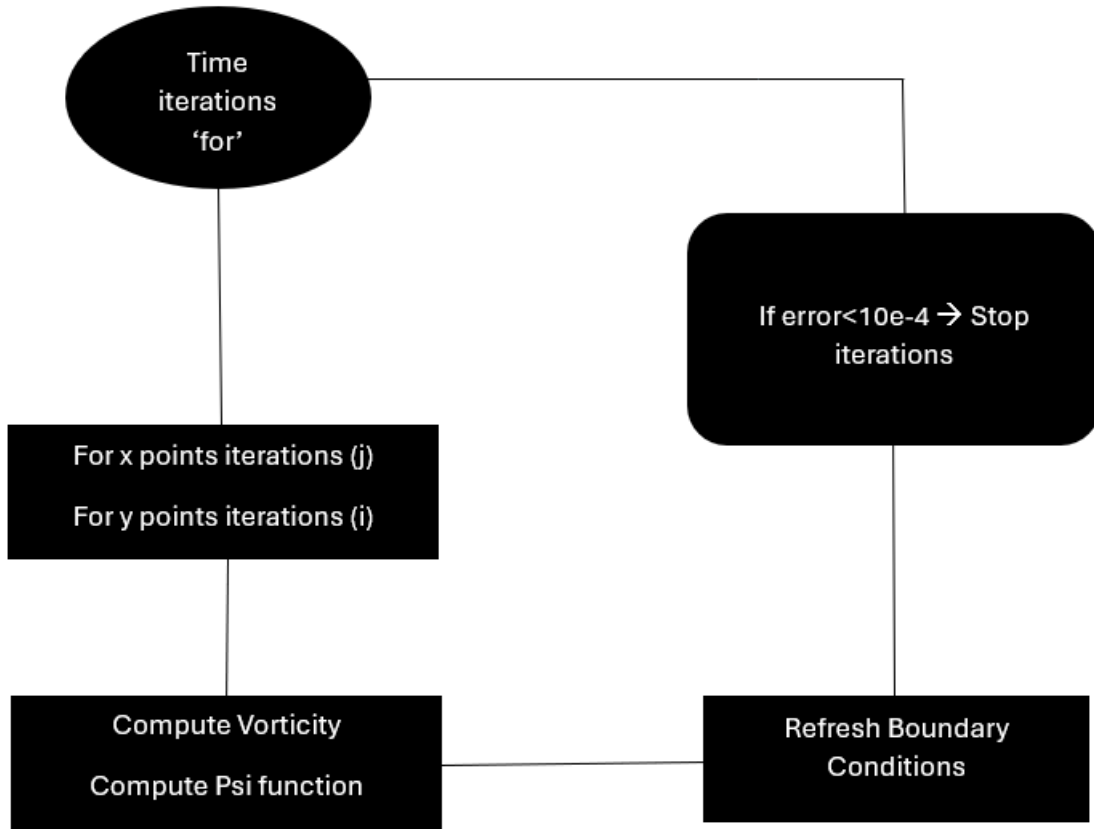 Time
iterations
‘for’
If error<10e-4 → Stop
iterations
For x points iterations (j)
For y points iterations (i)
Compute Vorticity
Compute Psi function
Refresh Boundary
Conditions